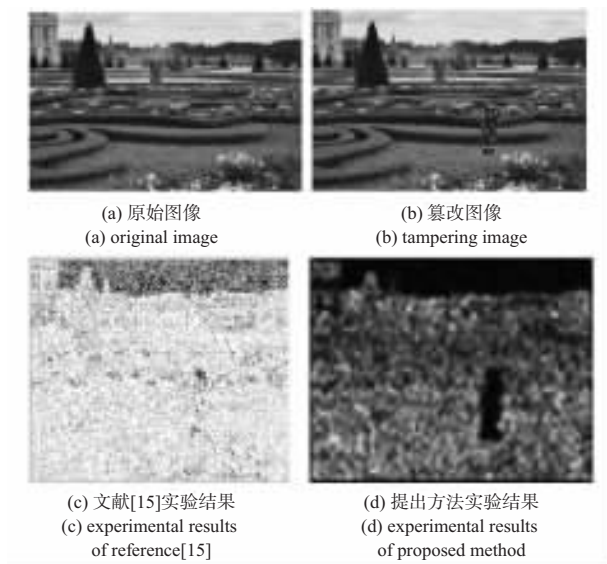 (a) 原始图像
(a) original image
(b) 篡改图像
(b) tampering image
(c) 文献[15]实验结果
(c) experimental results
of reference[15]
(d) 提出方法实验结果
(d) experimental results
of proposed method